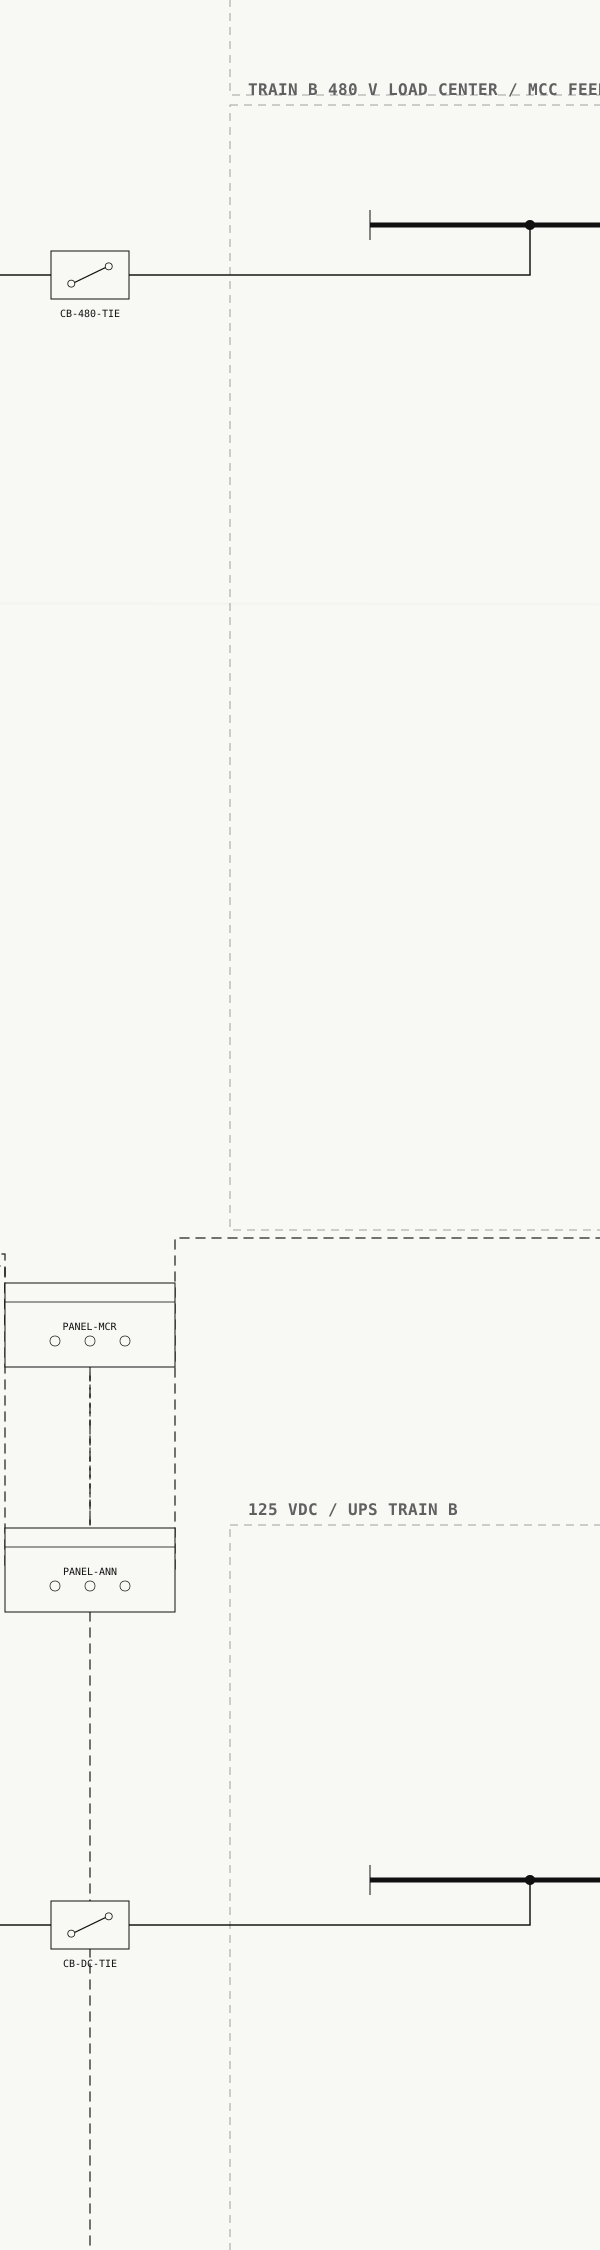 TRAIN B 480 V LOAD CENTER / MCC FEE
CB-480-TIE
PANEL-MCR
125 VDC / UPS TRAIN B
PANEL-ANN
CB-DC-TIE